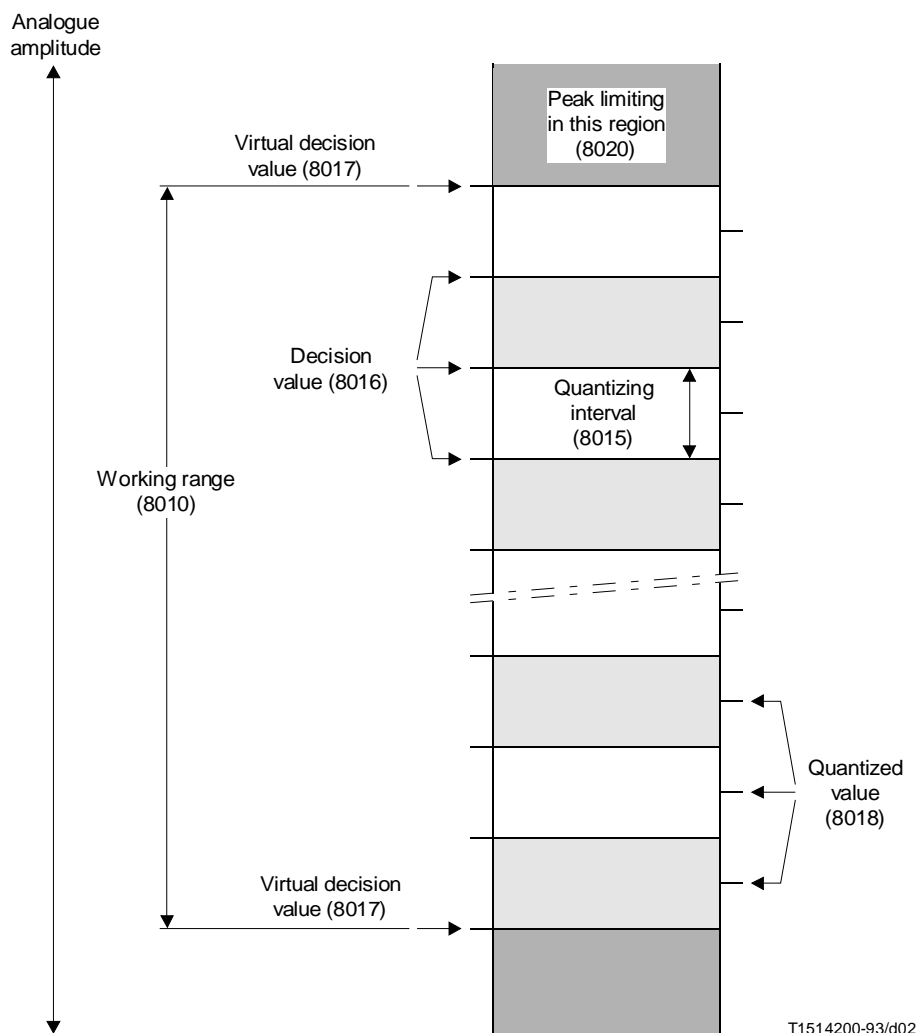 Analogue
amplitude
Peak limiting
in this region
(8020)
Virtual decision
value (8017)
Decision
value (8016)
Quantizing
interval
(8015)
Working range
(8010)
Quantized
value
(8018)
Virtual decision
value (8017)
T1514200-93/d02